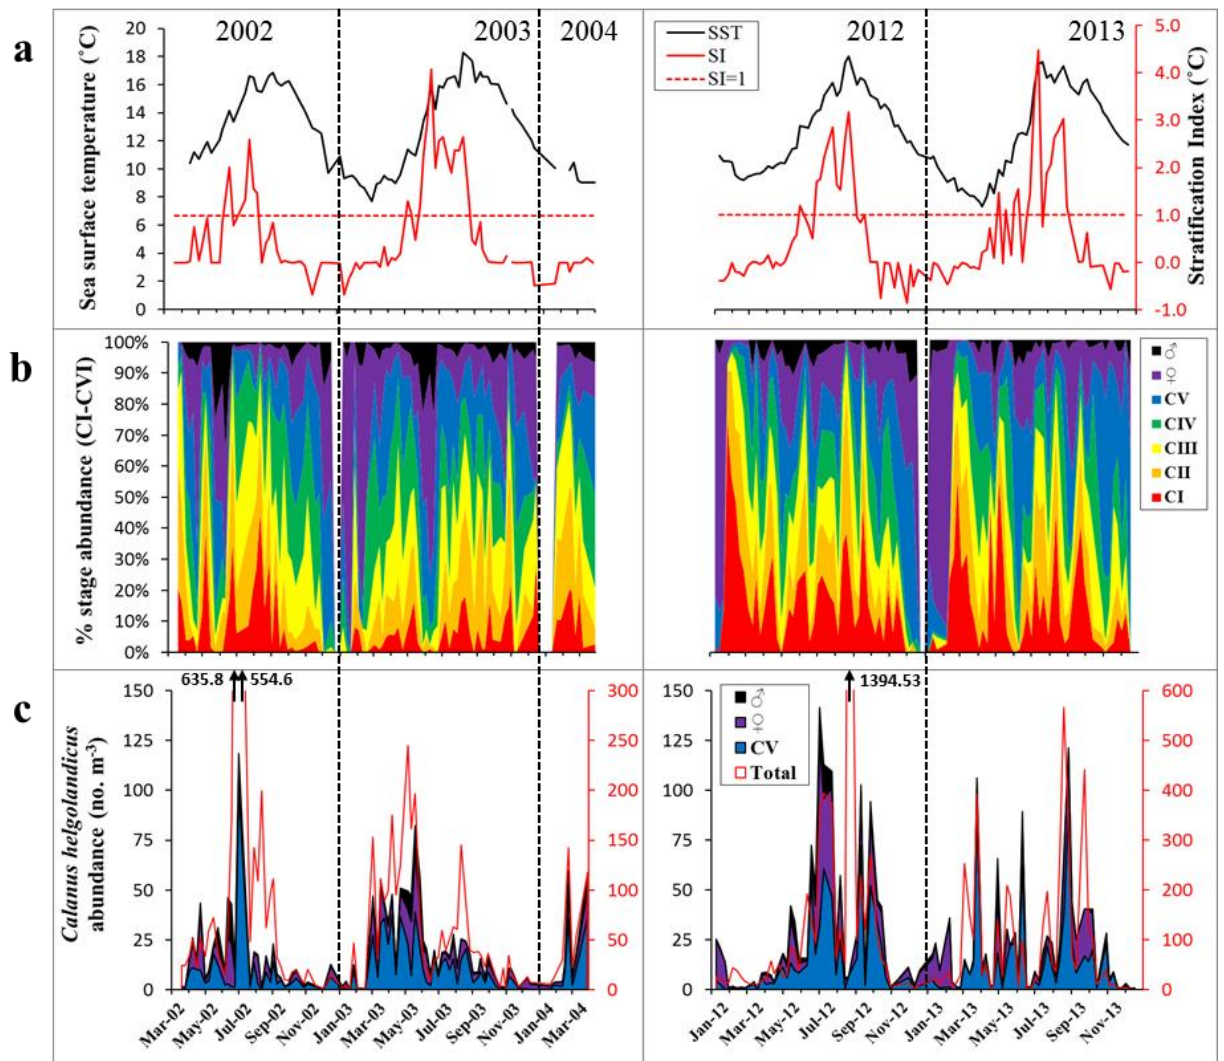 a
2002
2003
2004
2012
2013
SST
SI
SI=1
Sea surface temperature (˚C)
20
18
16
14
12
10
8
6
4
2
0
5.0
4.0
3.0
2.0
1.0
0.0
-1.0
Stratification Index (˚C)
b
% stage abundance (CI-CVI)
100%
90%
80%
70%
60%
50%
40%
30%
20%
10%
0%
♂
♀
CV
CIV
CIII
CII
CI
c
Calanus helgolandicus
abundance (no. m-3)
635.8
554.6
1394.53
150
125
100
75
50
25
0
300
250
200
150
100
50
0
150
125
100
75
50
25
0
♂
♀
CV
Total
600
500
400
300
200
100
0
Mar-02
May-02
Jul-02
Sep-02
Nov-02
Jan-03
Mar-03
May-03
Jul-03
Sep-03
Nov-03
Jan-04
Mar-04
Jan-12
Mar-12
May-12
Jul-12
Sep-12
Nov-12
Jan-13
Mar-13
May-13
Jul-13
Sep-13
Nov-13